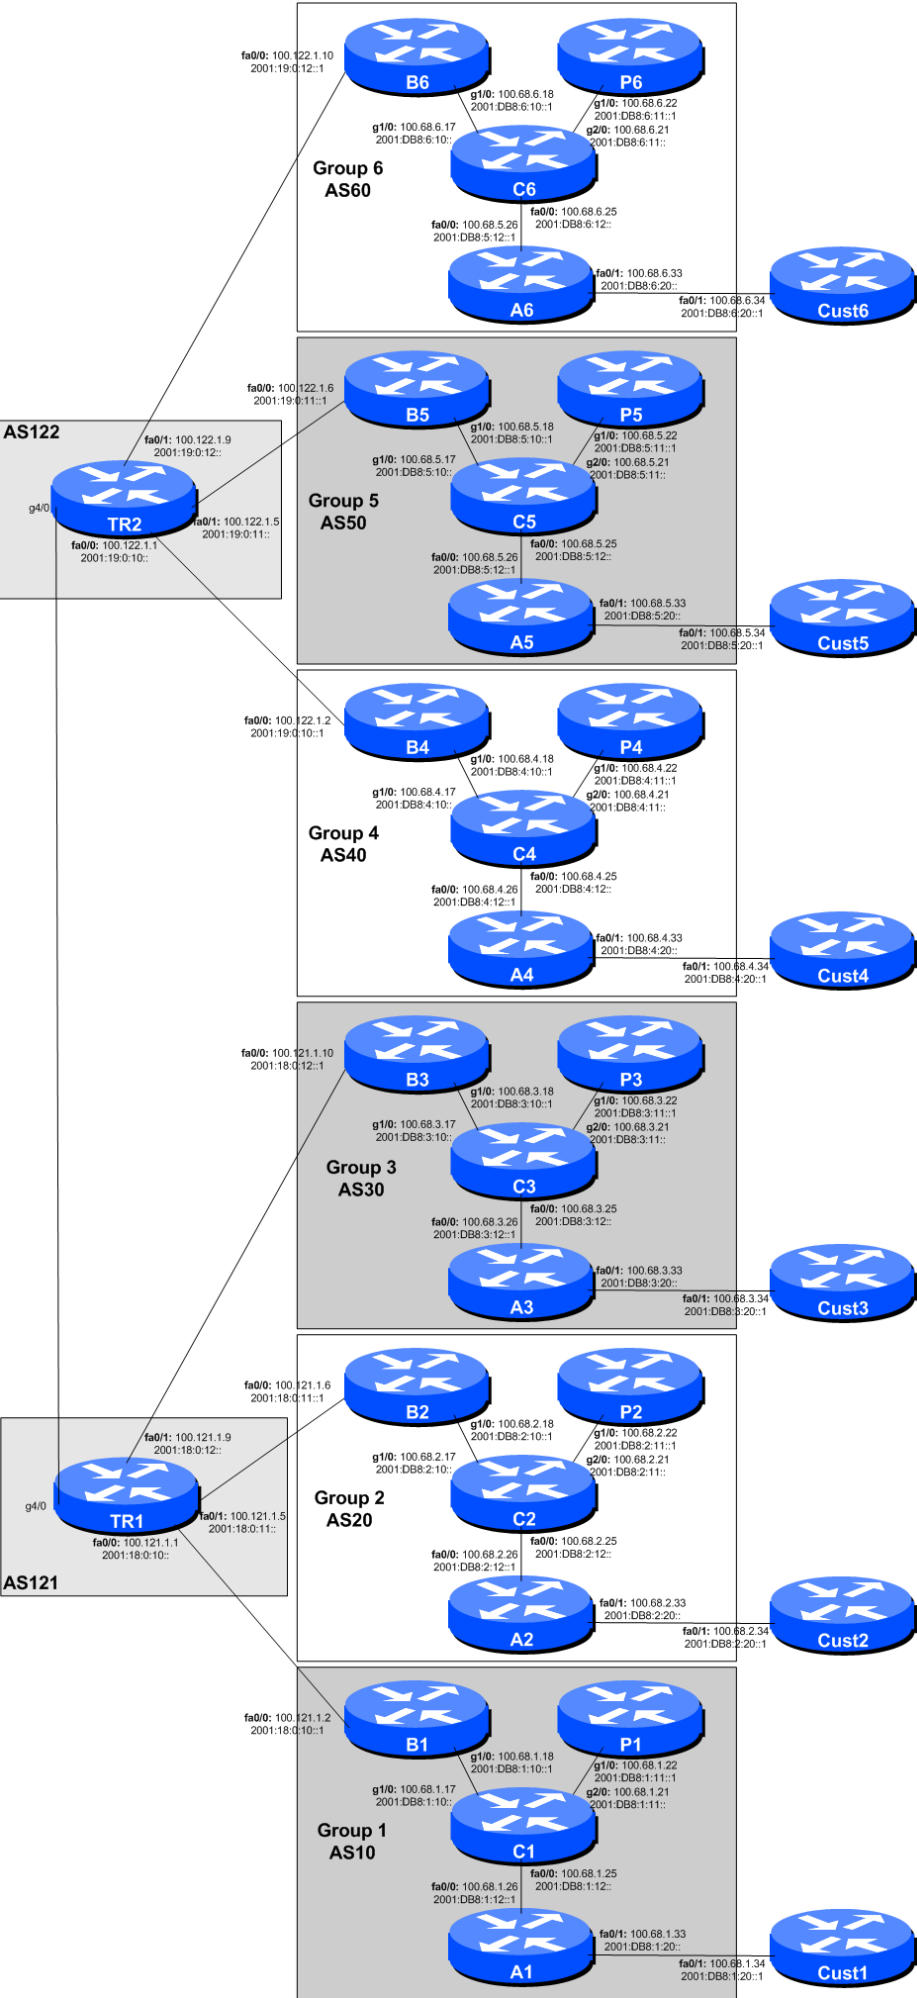 fa0/0: 100.122.1.10
2001:19:0:12::1
B6
P6
g1/0: 100.68.6.18
2001:DB8:6:10::1
g1/0: 100.68.6.22
2001:DB8:6:11::1
g1/0: 100.68.6.17
2001:DB8:6:10::
g2/0: 100.68.6.21
2001:DB8:6:11::
Group 6
AS60
C6
fa0/0: 100.68.6.25
2001:DB8:6:12::
fa0/0: 100.68.5.26
2001:DB8:5:12::1
A6
fa0/1: 100.68.6.33
2001:DB8:6:20::
fa0/1: 100.68.6.34
2001:DB8:6:20::1
Cust6
fa0/0: 100.122.1.6
2001:19:0:11::1
B5
P5
g1/0: 100.68.5.18
2001:DB8:5:10::1
g1/0: 100.68.5.22
2001:DB8:5:11::1
g1/0: 100.68.5.17
2001:DB8:5:10::
g2/0: 100.68.5.21
2001:DB8:5:11::
Group 5
AS50
C5
fa0/0: 100.68.5.25
2001:DB8:5:12::
fa0/0: 100.68.5.26
2001:DB8:5:12::1
A5
fa0/1: 100.68.5.33
2001:DB8:5:20::
fa0/1: 100.68.5.34
2001:DB8:5:20::1
Cust5
AS122
fa0/1: 100.122.1.9
2001:19:0:12::
g4/0
TR2
fa0/1: 100.122.1.5
2001:19:0:11::
fa0/0: 100.122.1.1
2001:19:0:10::
fa0/0: 100.122.1.2
2001:19:0:10::1
B4
P4
g1/0: 100.68.4.18
2001:DB8:4:10::1
g1/0: 100.68.4.22
2001:DB8:4:11::1
g1/0: 100.68.4.17
2001:DB8:4:10::
g2/0: 100.68.4.21
2001:DB8:4:11::
Group 4
AS40
C4
fa0/0: 100.68.4.25
2001:DB8:4:12::
fa0/0: 100.68.4.26
2001:DB8:4:12::1
A4
fa0/1: 100.68.4.33
2001:DB8:4:20::
fa0/1: 100.68.4.34
2001:DB8:4:20::1
Cust4
fa0/0: 100.121.1.10
2001:18:0:12::1
B3
P3
g1/0: 100.68.3.18
2001:DB8:3:10::1
g1/0: 100.68.3.22
2001:DB8:3:11::1
g1/0: 100.68.3.17
2001:DB8:3:10::
g2/0: 100.68.3.21
2001:DB8:3:11::
Group 3
AS30
C3
fa0/0: 100.68.3.25
2001:DB8:3:12::
fa0/0: 100.68.3.26
2001:DB8:3:12::1
A3
fa0/1: 100.68.3.33
2001:DB8:3:20::
fa0/1: 100.68.3.34
2001:DB8:3:20::1
Cust3
fa0/0: 100.121.1.6
2001:18:0:11::1
B2
P2
g1/0: 100.68.2.18
2001:DB8:2:10::1
g1/0: 100.68.2.22
2001:DB8:2:11::1
g1/0: 100.68.2.17
2001:DB8:2:10::
g2/0: 100.68.2.21
2001:DB8:2:11::
Group 2
AS20
C2
fa0/0: 100.68.2.25
2001:DB8:2:12::
fa0/0: 100.68.2.26
2001:DB8:2:12::1
A2
fa0/1: 100.68.2.33
2001:DB8:2:20::
fa0/1: 100.68.2.34
2001:DB8:2:20::1
Cust2
fa0/1: 100.121.1.9
2001:18:0:12::
g4/0
TR1
fa0/1: 100.121.1.5
2001:18:0:11::
fa0/0: 100.121.1.1
2001:18:0:10::
AS121
fa0/0: 100.121.1.2
2001:18:0:10::1
B1
P1
g1/0: 100.68.1.18
2001:DB8:1:10::1
g1/0: 100.68.1.22
2001:DB8:1:11::1
g1/0: 100.68.1.17
2001:DB8:1:10::
g2/0: 100.68.1.21
2001:DB8:1:11::
Group 1
AS10
C1
fa0/0: 100.68.1.25
2001:DB8:1:12::
fa0/0: 100.68.1.26
2001:DB8:1:12::1
A1
fa0/1: 100.68.1.33
2001:DB8:1:20::
fa0/1: 100.68.1.34
2001:DB8:1:20::1
Cust1